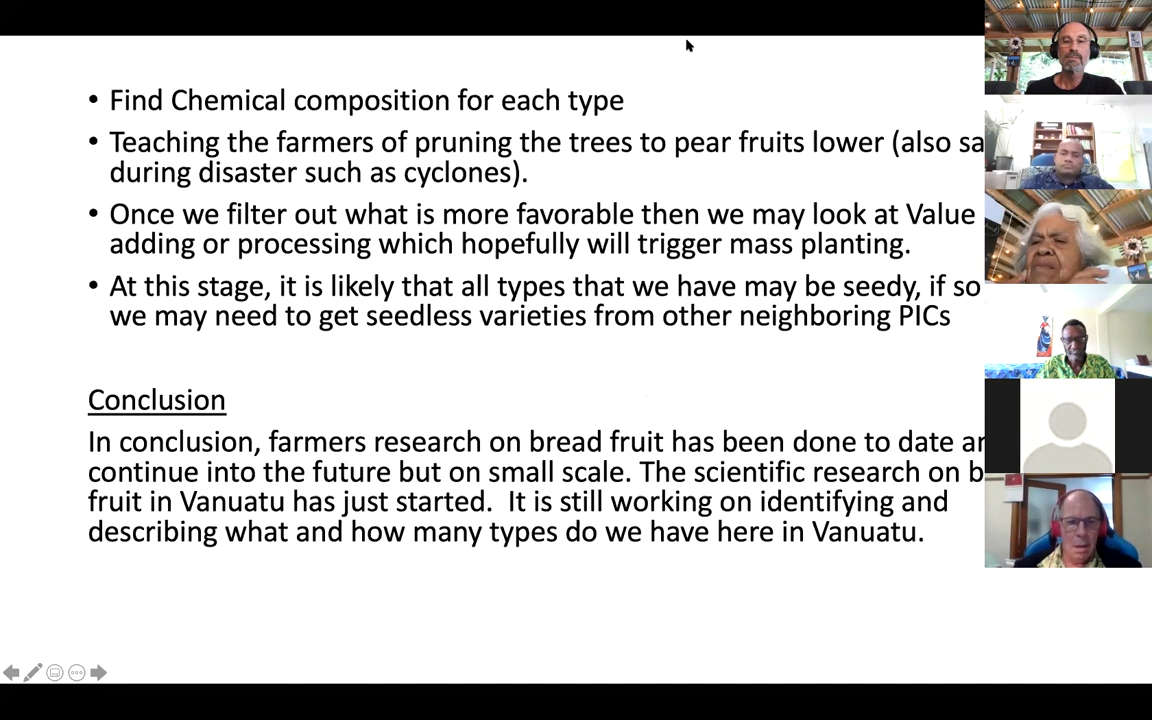 • Find Chemical composition for each type
• Teaching the farmers of pruning the trees to pear fruits lower (also sa
during disaster such as cyclones).
• Once we filter out what is more favorable then we may look at Value
adding or processing which hopefully will trigger mass planting.
• At this stage, it is likely that all types that we have may be seedy, if so
we may need to get seedless varieties from other neighboring PICs
Conclusion
In conclusion, farmers research on bread fruit has been done to date ar
continue into the future but on small scale. The scientific research on b
fruit in Vanuatu has just started. It is still working on identifying and
describing what and how many types do we have here in Vanuatu.